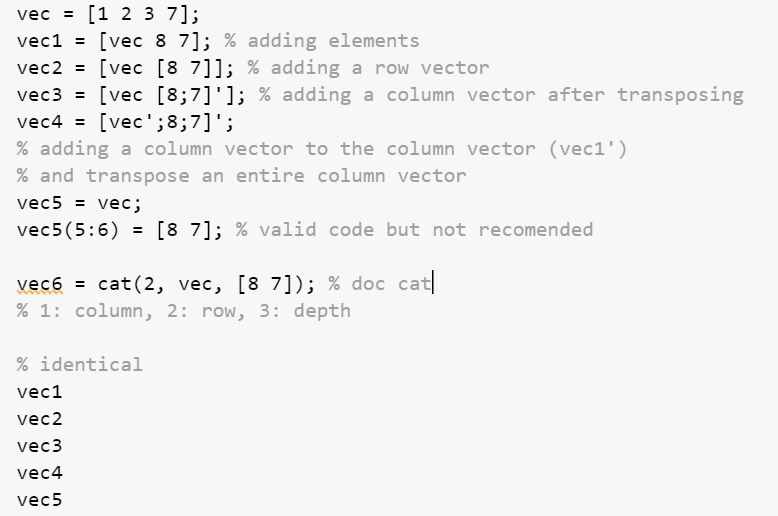 vec = [1 2 3 7];
vec1 = [vec 8 7]; % adding elements
vec2 = [vec [8 7]]; % adding a row vector
vec3 = [vec [8;7]']; % adding a column vector after transposing
vec4 = [vec';8;7]';
% adding a column vector to the column vector (vec1')
% and transpose an entire column vector
vec5 = vec;
vec5(5:6) = [8 7]; % valid code but not recomended
vec6 = cat(2, vec, [8 7]); % doc cat
% 1: column, 2: row, 3: depth
% identical
vec1
vec2
vec3
vec4
vec5